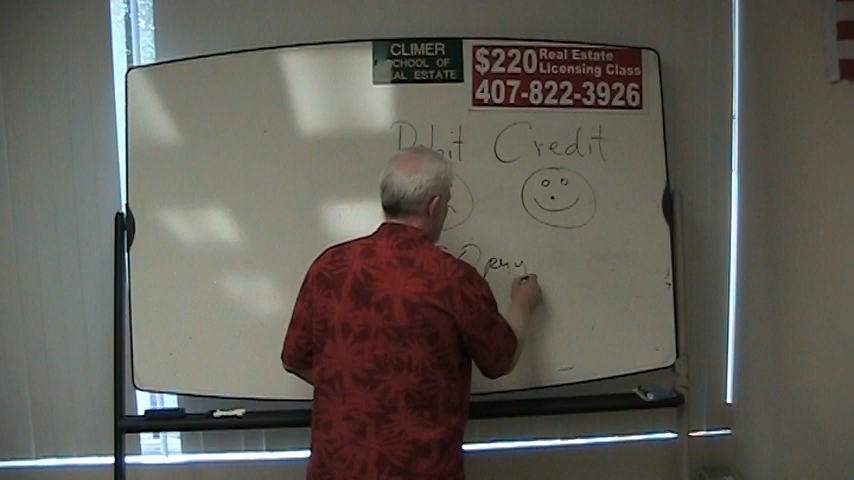 CLIMER
SCHOOL OF
REAL ESTATE
$220 Real Estate
Licensing Class
407-822-3926
Debit Credit